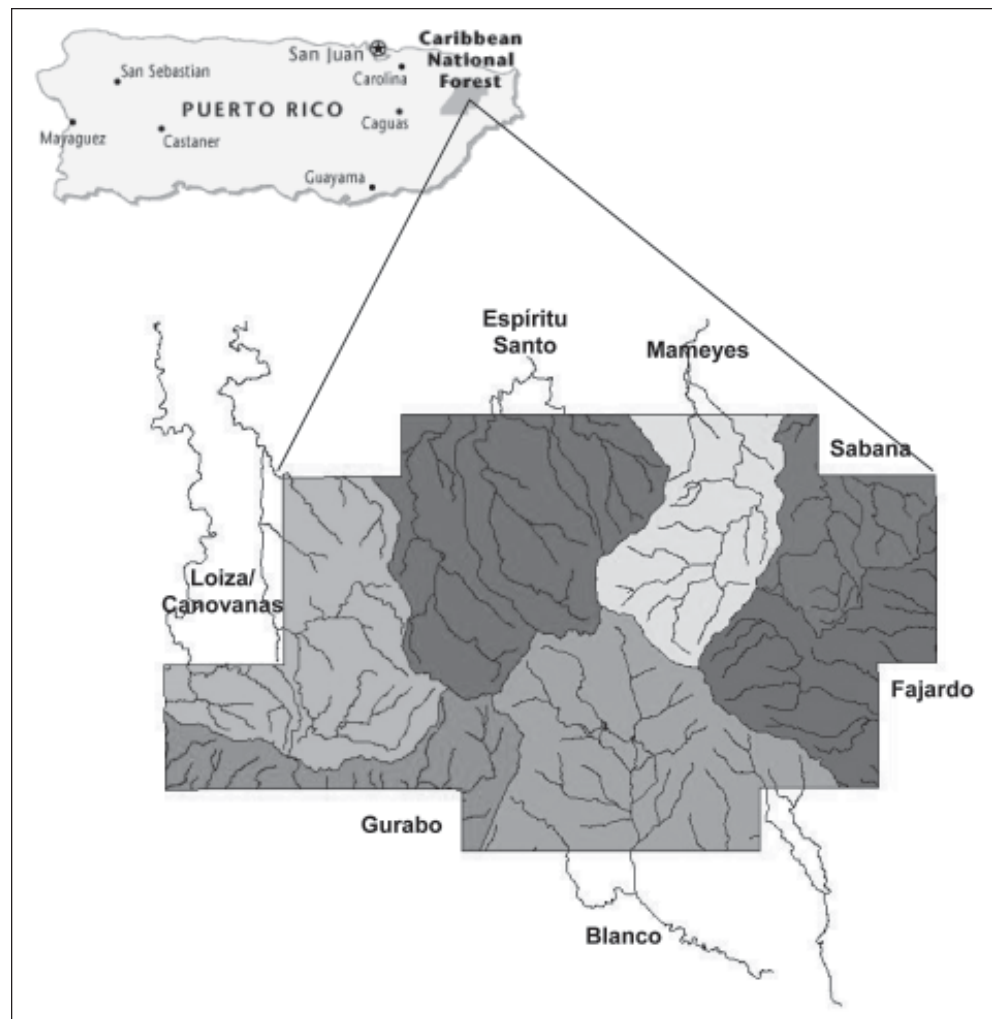 Caribbean
National
Forest
San Juan
San Sebastian
Carolina
PUERTO RICO
Caguas
Mayaguez
Castaner
Guayama
Espíritu
Santo
Mameyes
Sabana
Loiza/
Canovanas
Fajardo
Gurabo
Blanco